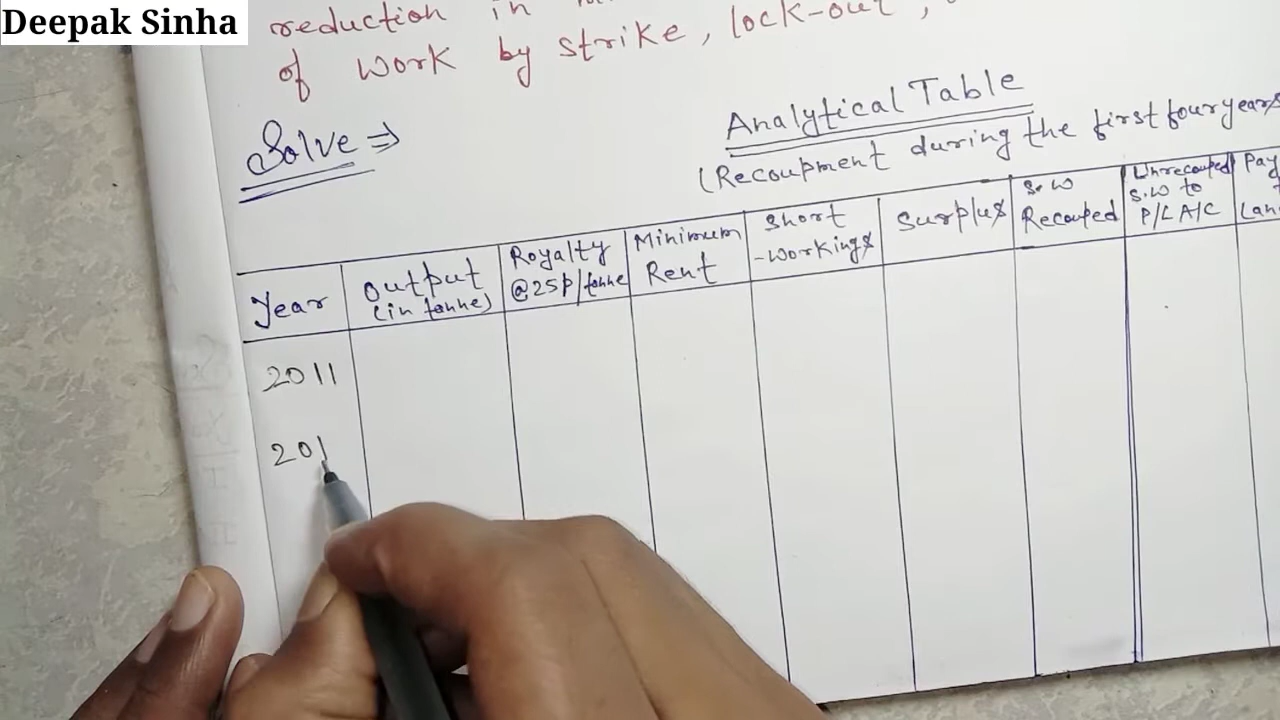 Deepak Sinha
reduction in
of work by strike, lock-out,
Solve ⇒
Analytical Table
(Recoupment during the first four years
Year
Output
(in tonne)
Royalty
@25p/tonne
Minimum
Rent
Short
-workings
Surplus
S.W
Recouped
Unrecouped
S.W to
P/L A/C
Pay
Lan
2011
201